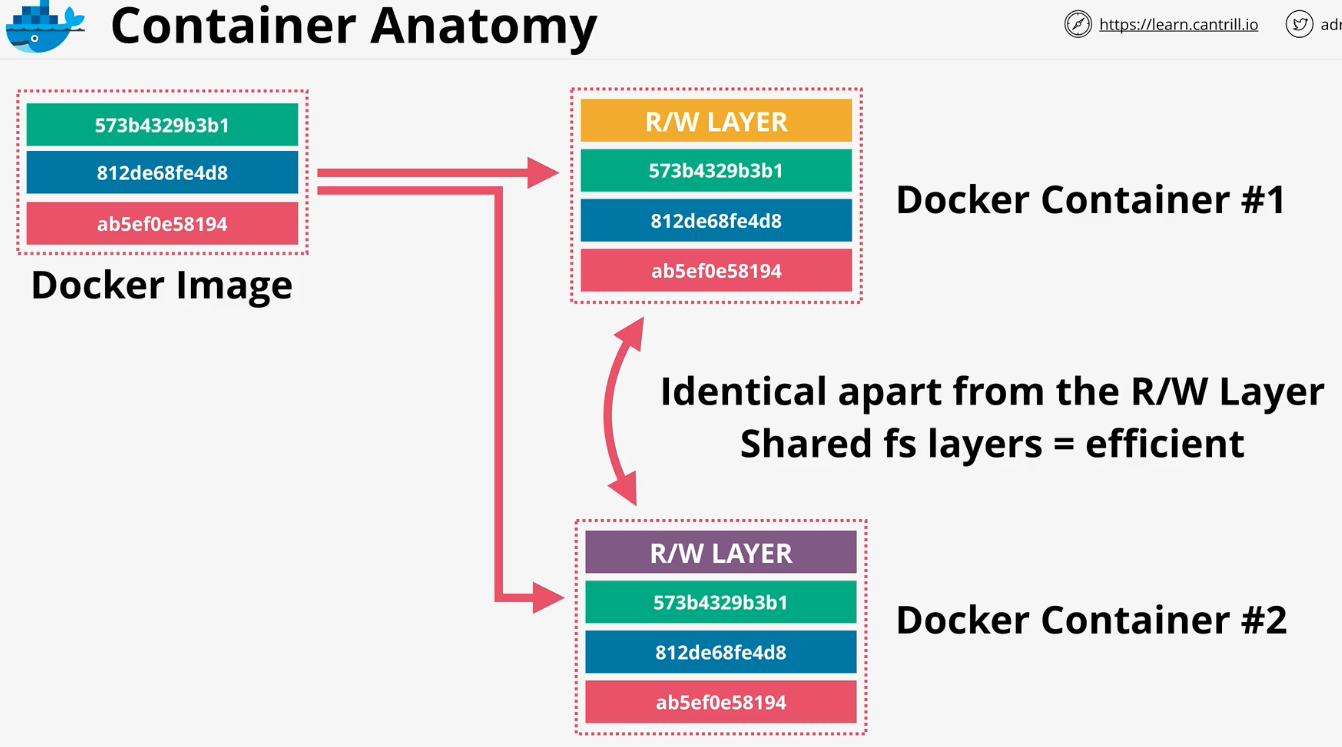 Container Anatomy
https://learn.cantrill.io
573b4329b3b1
812de68fe4d8
ab5ef0e58194
Docker Image
R/W LAYER
573b4329b3b1
812de68fe4d8
ab5ef0e58194
Docker Container #1
Identical apart from the R/W Layer
Shared fs layers = efficient
R/W LAYER
573b4329b3b1
812de68fe4d8
ab5ef0e58194
Docker Container #2